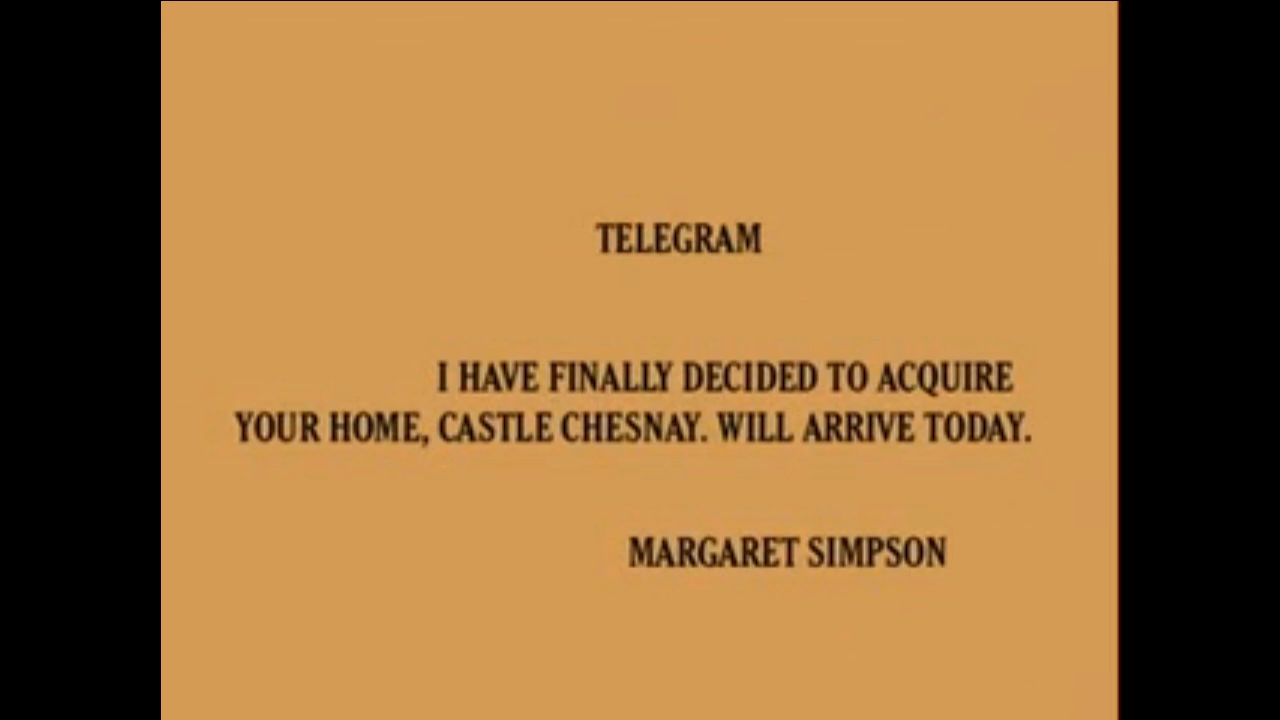 TELEGRAM
I HAVE FINALLY DECIDED TO ACQUIRE
YOUR HOME, CASTLE CHESNAY. WILL ARRIVE TODAY.
MARGARET SIMPSON